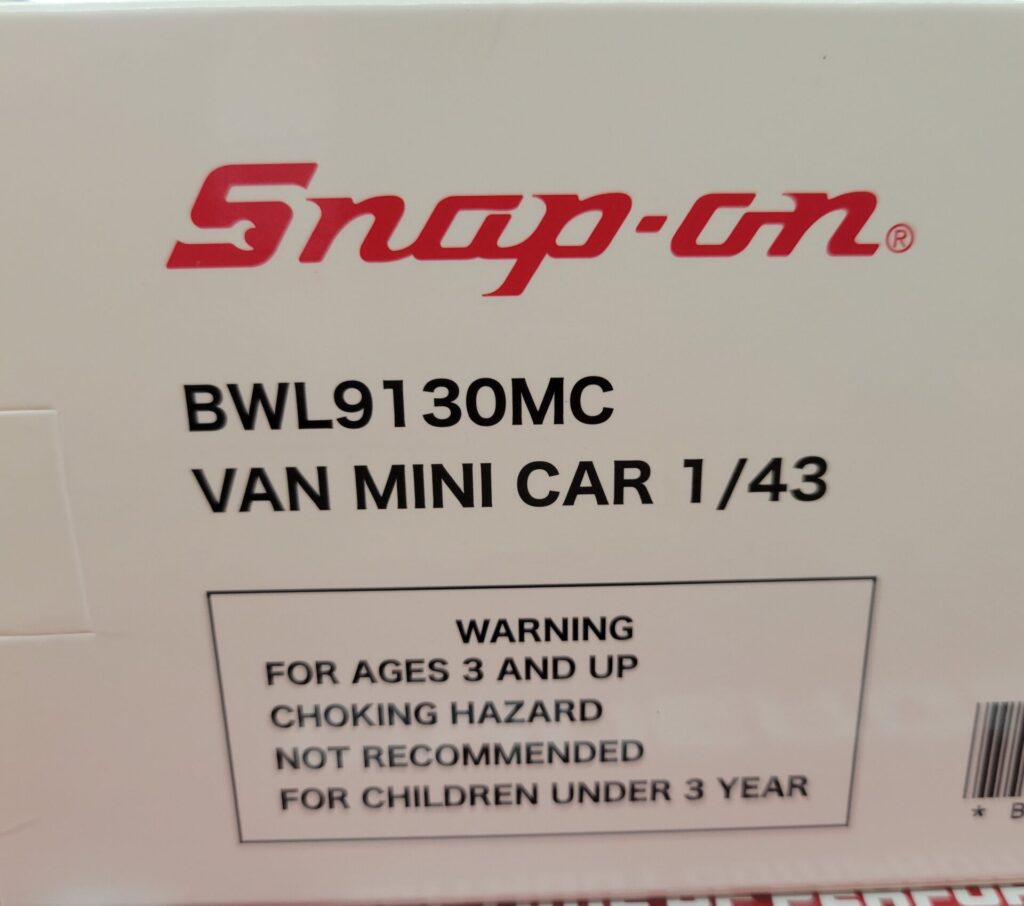 Snap-on®
BWL9130MC
VAN MINI CAR 1/43
WARNING
FOR AGES 3 AND UP
CHOKING HAZARD
NOT RECOMMENDED
FOR CHILDREN UNDER 3 YEAR
* B
OF